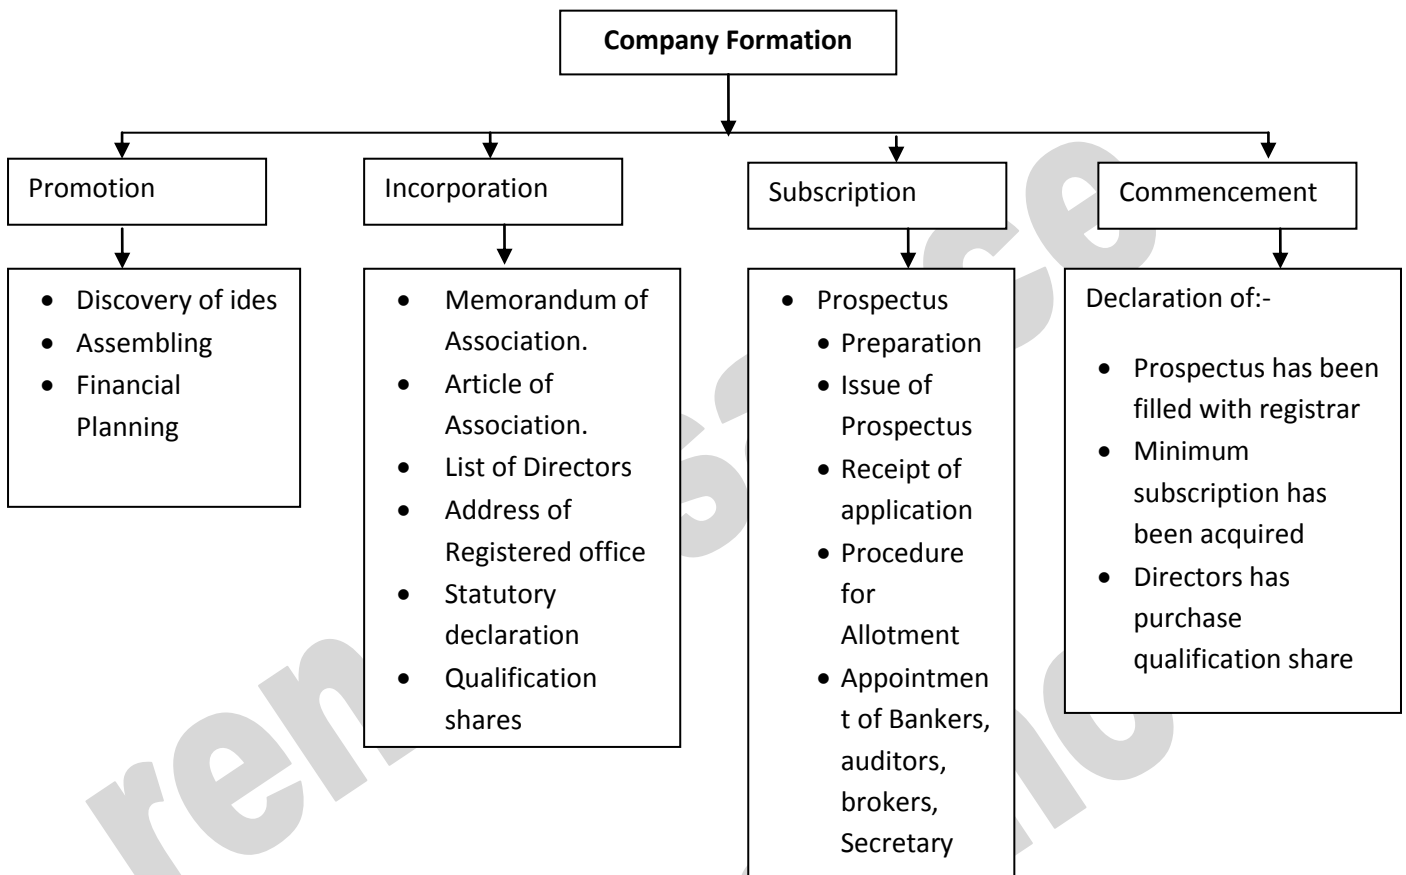 Company Formation
Promotion
Incorporation
Subscription
Commencement
• Discovery of ides
• Assembling
• Financial
Planning
• Memorandum of
Association.
• Article of
Association.
• List of Directors
• Address of
Registered office
• Statutory
declaration
• Qualification
shares
• Prospectus
• Preparation
• Issue of
Prospectus
• Receipt of
application
• Procedure
for
Allotment
• Appointmen
t of Bankers,
auditors,
brokers,
Secretary
Declaration of:-
• Prospectus has been
filled with registrar
• Minimum
subscription has
been acquired
• Directors has
purchase
qualification share